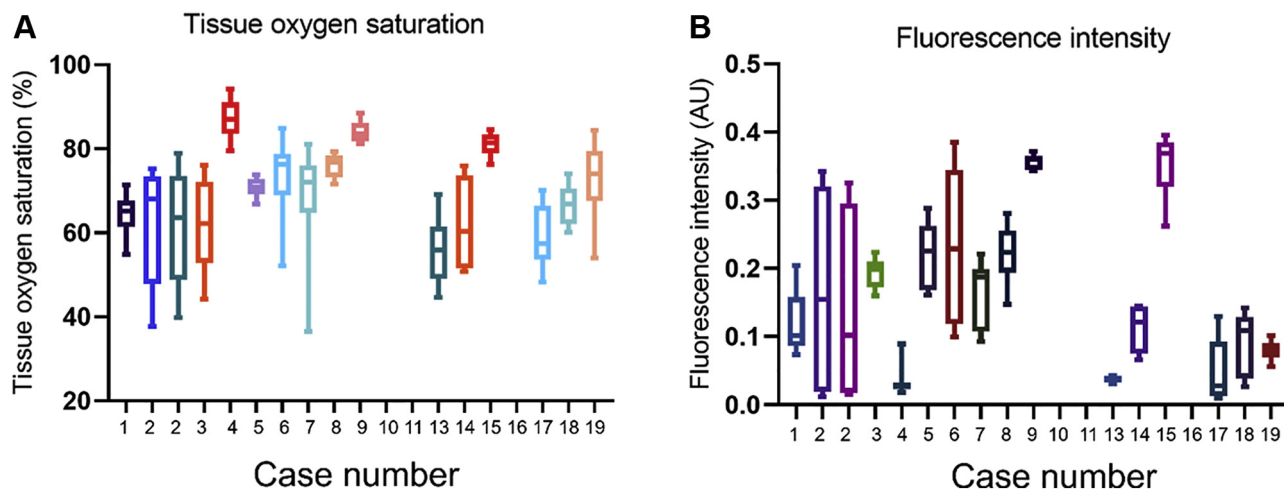 A
Tissue oxygen saturation
Tissue oxygen saturation (%)
100
80
60
40
20
1 2 2 3 4 5 6 7 8 9 10 11 13 14 15 16 17 18 19
Case number
B
Fluorescence intensity
Fluorescence intensity (AU)
0.5
0.4
0.3
0.2
0.1
0.0
1 2 2 3 4 5 6 7 8 9 10 11 13 14 15 16 17 18 19
Case number